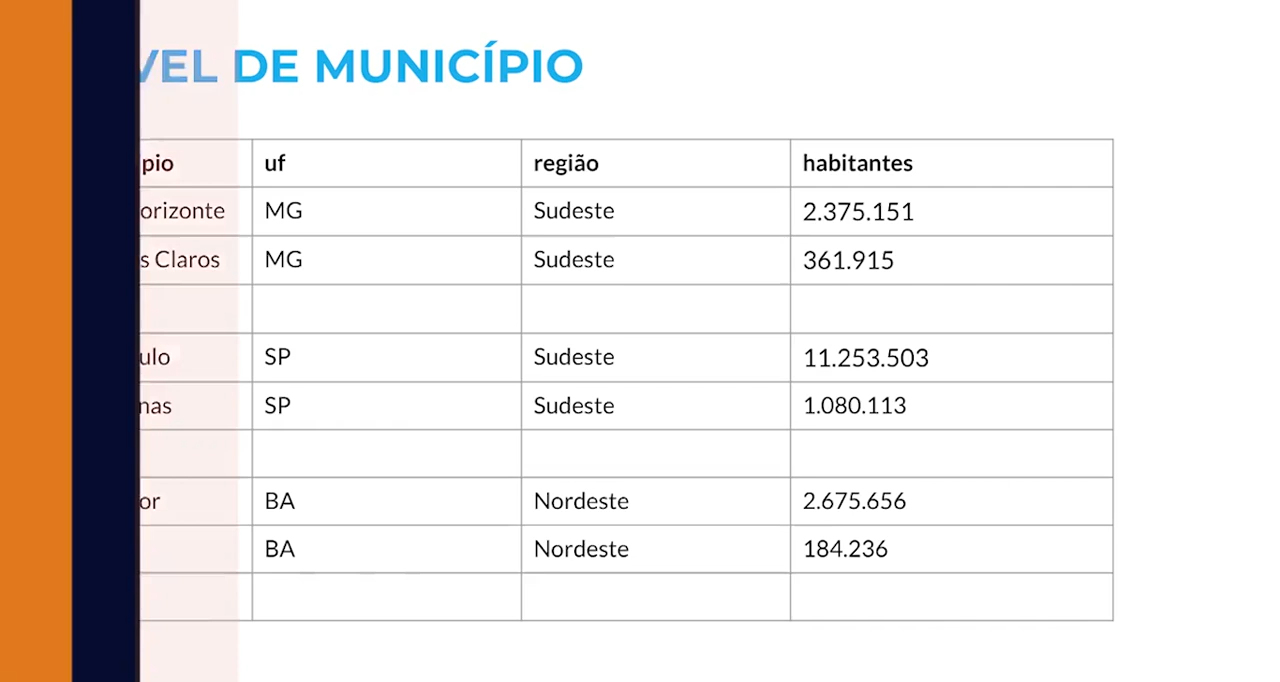 VEL DE MUNICÍPIO
pio uf região habitantes
orizonte MG Sudeste 2.375.151
s Claros MG Sudeste 361.915
ulo SP Sudeste 11.253.503
nas SP Sudeste 1.080.113
or BA Nordeste 2.675.656
BA Nordeste 184.236